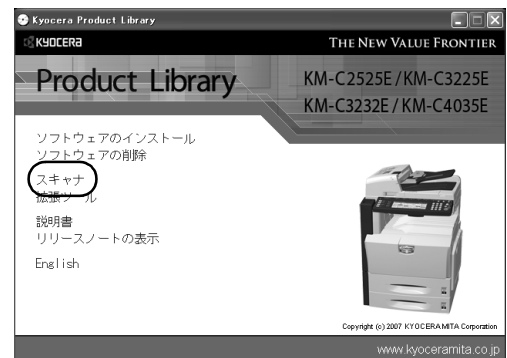 Kyocera Product Library
KYOCERA
THE NEW VALUE FRONTIER
Product Library
KM-C2525E / KM-C3225E
KM-C3232E / KM-C4035E
ソフトウェアのインストール
ソフトウェアの削除
スキャナ
拡張ツール
説明書
リリースノートの表示
English
Copyright (c) 2007 KYOCERAMITA Corporation
www.kyoceramita.co.jp